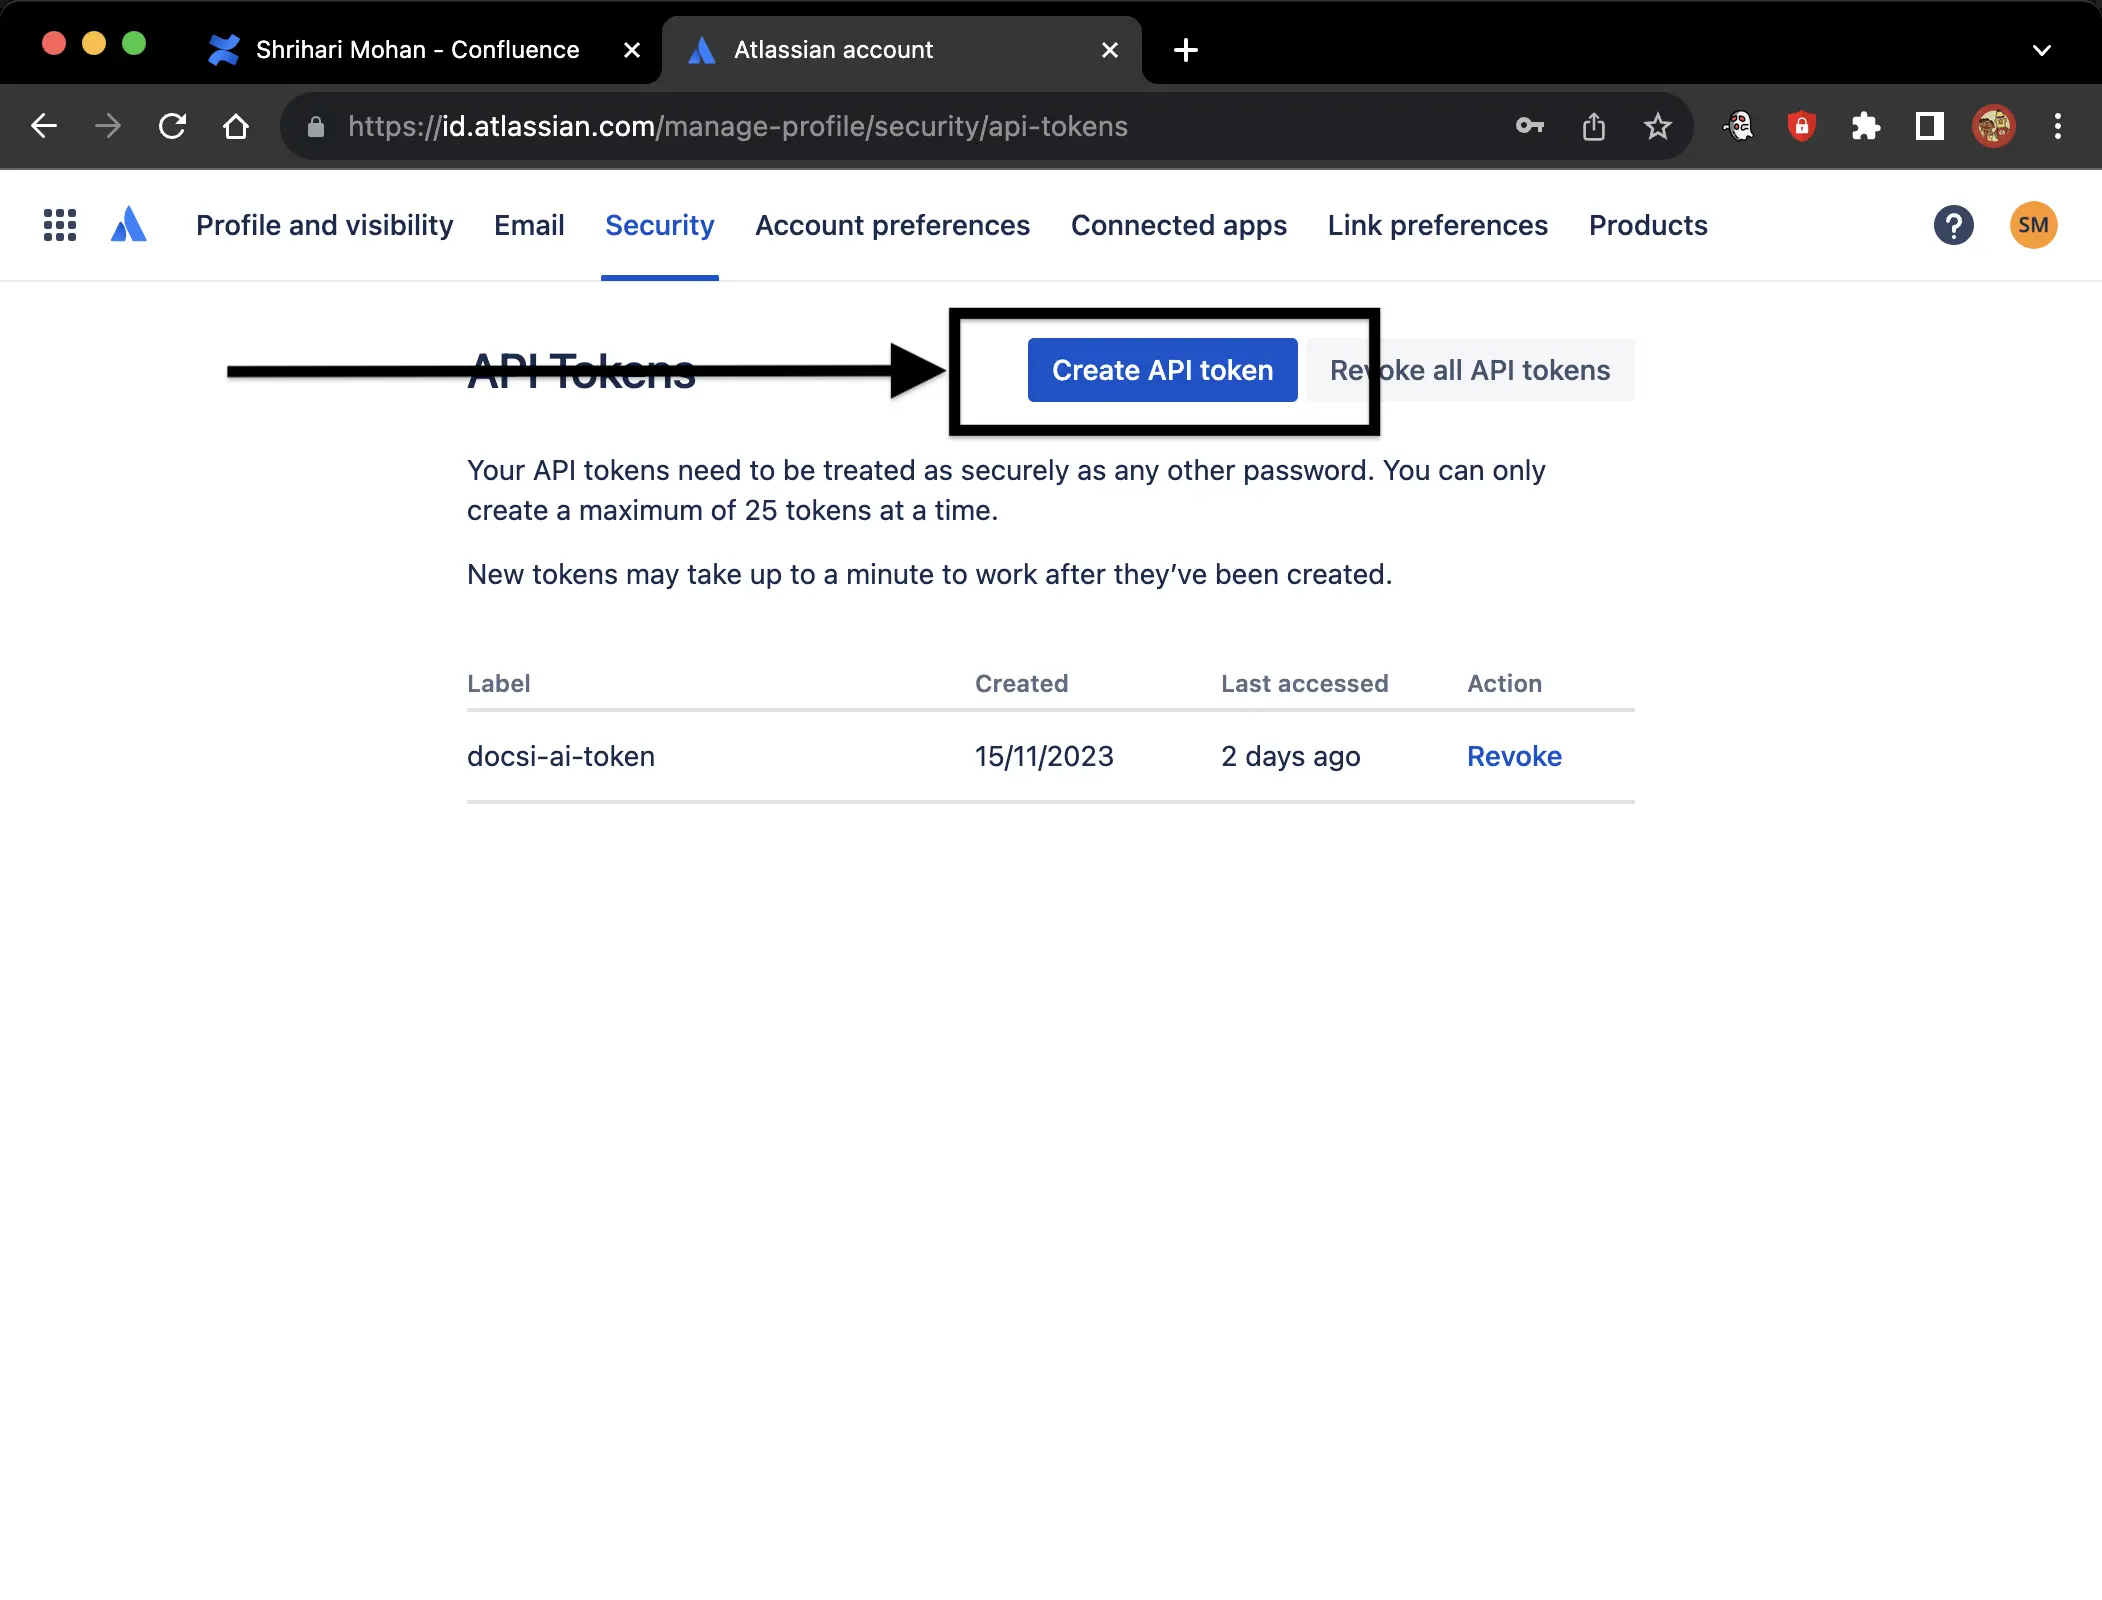 Shrihari Mohan - Confluence
Atlassian account
https://id.atlassian.com/manage-profile/security/api-tokens
Profile and visibility
Email
Security
Account preferences
Connected apps
Link preferences
Products
?
SM
API Tokens
Create API token
Revoke all API tokens
Your API tokens need to be treated as securely as any other password. You can only
create a maximum of 25 tokens at a time.
New tokens may take up to a minute to work after they’ve been created.
Label Created Last accessed Action
docsi-ai-token 15/11/2023 2 days ago Revoke